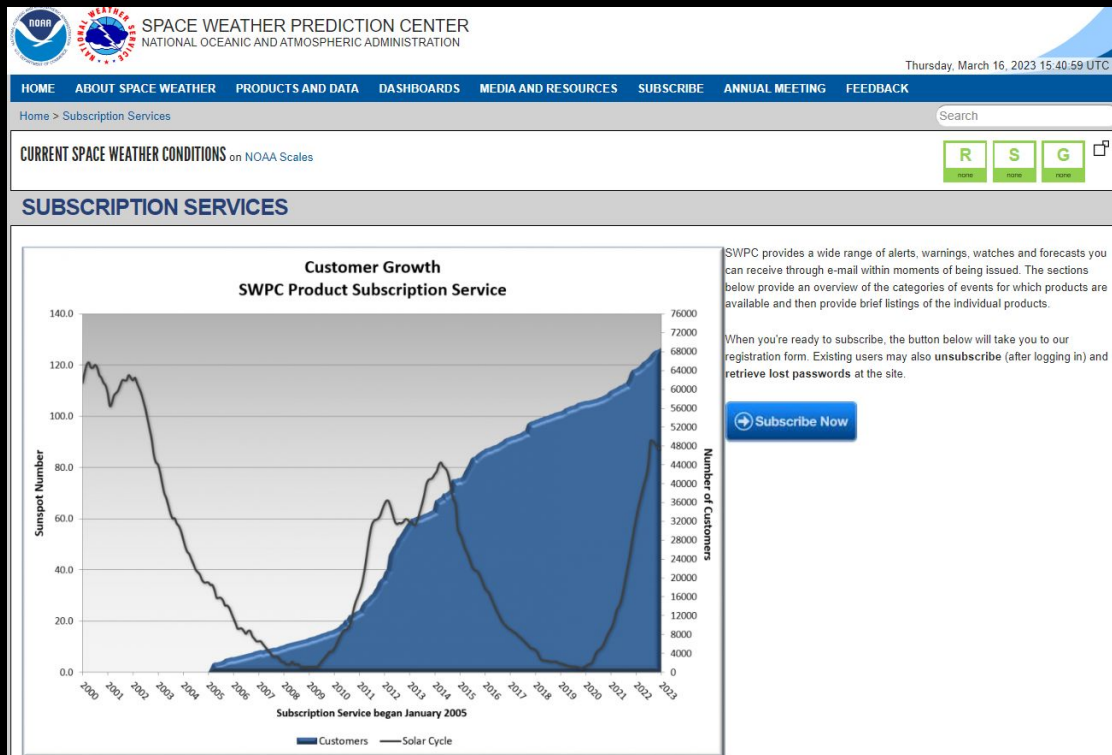 NOAA
NATIONAL WEATHER SERVICE
SPACE WEATHER PREDICTION CENTER
NATIONAL OCEANIC AND ATMOSPHERIC ADMINISTRATION
Thursday, March 16, 2023 15:40:59 UTC
HOME ABOUT SPACE WEATHER PRODUCTS AND DATA DASHBOARDS MEDIA AND RESOURCES SUBSCRIBE ANNUAL MEETING FEEDBACK
Home > Subscription Services
Search
CURRENT SPACE WEATHER CONDITIONS on NOAA Scales
R S G
none none none
SUBSCRIPTION SERVICES
Customer Growth
SWPC Product Subscription Service
Sunspot Number
140.0
120.0
100.0
80.0
60.0
40.0
20.0
0.0
76000
72000
68000
64000
60000
56000
52000
48000
44000
40000
36000
32000
28000
24000
20000
16000
12000
8000
4000
0
Number of Customers
2000 2001 2002 2003 2004 2005 2006 2007 2008 2009 2010 2011 2012 2013 2014 2015 2016 2017 2018 2019 2020 2021 2022 2023
Subscription Service began January 2005
Customers Solar Cycle
SWPC provides a wide range of alerts, warnings, watches and forecasts you
can receive through e-mail within moments of being issued. The sections
below provide an overview of the categories of events for which products are
available and then provide brief listings of the individual products.
When you're ready to subscribe, the button below will take you to our
registration form. Existing users may also unsubscribe (after logging in) and
retrieve lost passwords at the site.
Subscribe Now